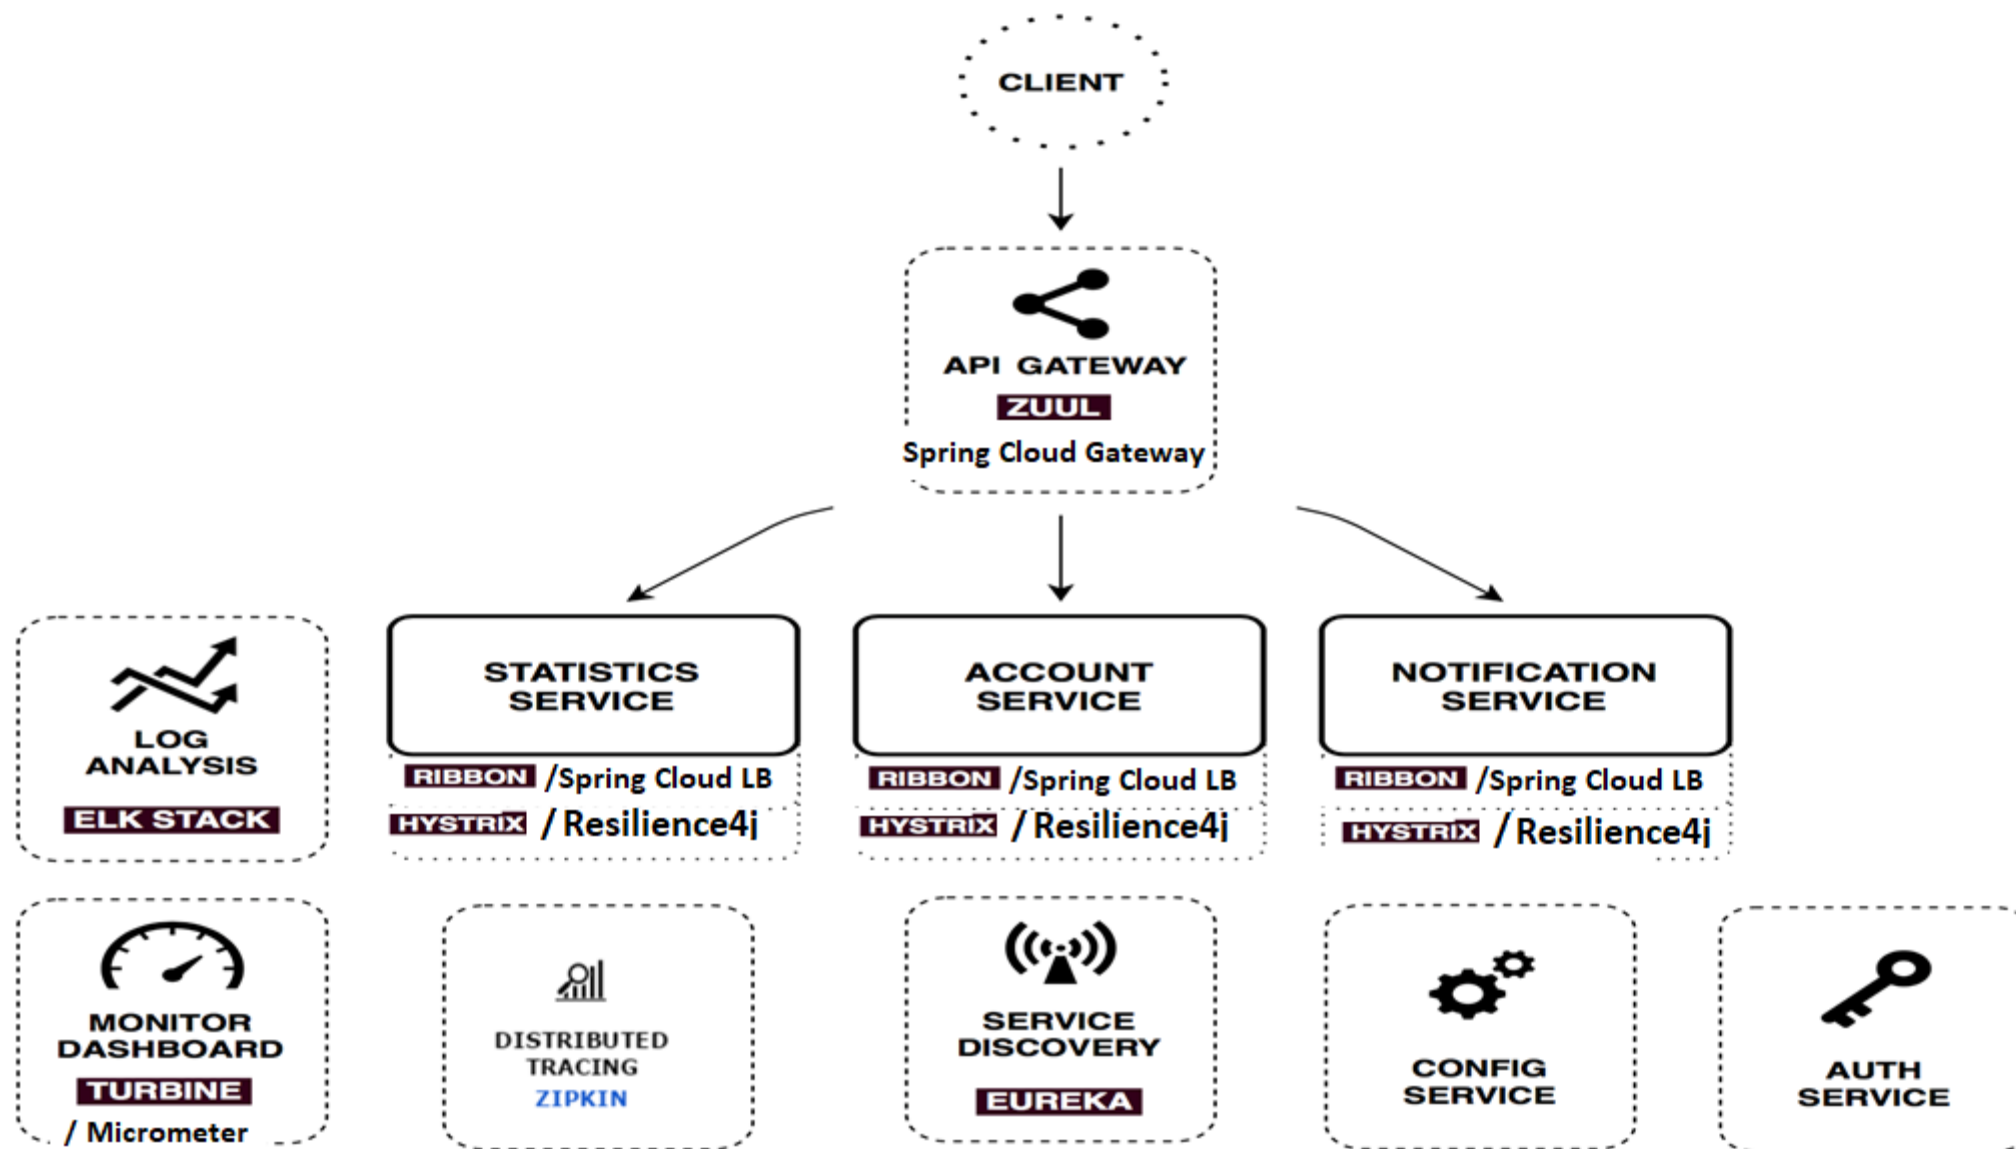 CLIENT
API GATEWAY
ZUUL
Spring Cloud Gateway
LOG
ANALYSIS
ELK STACK
STATISTICS
SERVICE
RIBBON /Spring Cloud LB
HYSTRIX / Resilience4j
ACCOUNT
SERVICE
RIBBON /Spring Cloud LB
HYSTRIX / Resilience4j
NOTIFICATION
SERVICE
RIBBON /Spring Cloud LB
HYSTRIX / Resilience4j
MONITOR
DASHBOARD
TURBINE
/ Micrometer
DISTRIBUTED
TRACING
ZIPKIN
SERVICE
DISCOVERY
EUREKA
CONFIG
SERVICE
AUTH
SERVICE